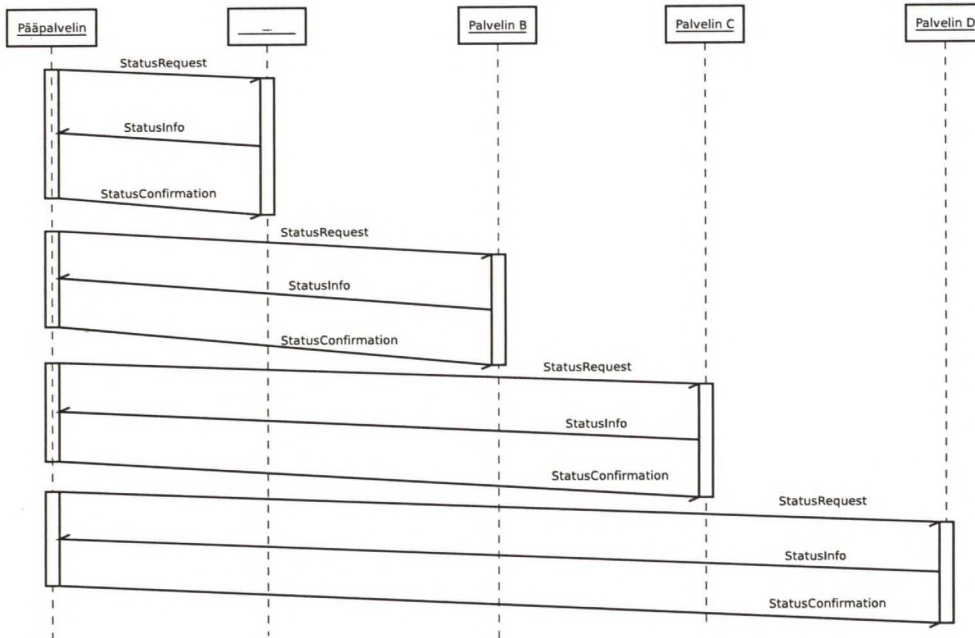 Pääpalvelin
Palvelin B
Palvelin C
Palvelin D
StatusRequest
StatusInfo
StatusConfirmation
StatusRequest
StatusInfo
StatusConfirmation
StatusRequest
StatusInfo
StatusConfirmation
StatusRequest
StatusInfo
StatusConfirmation